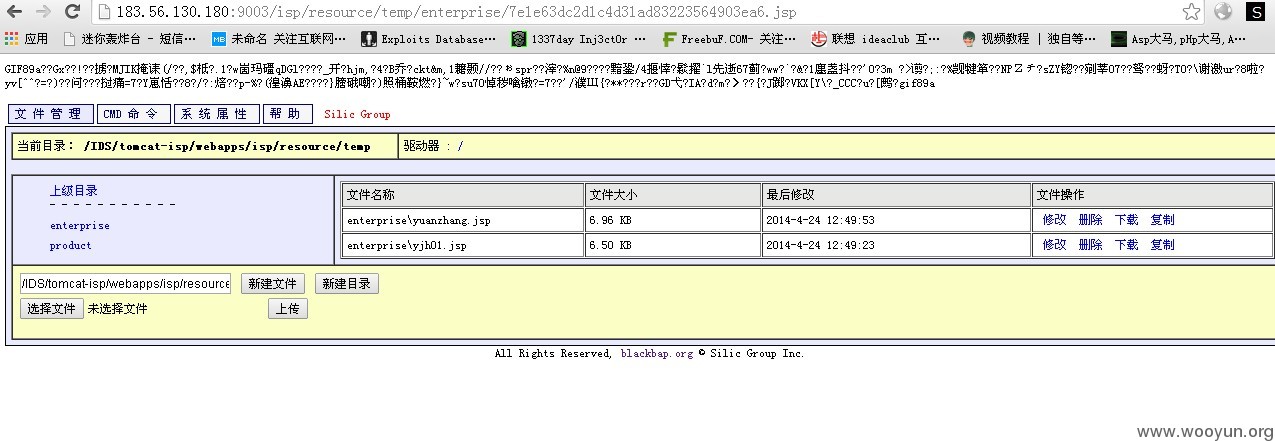 183.56.130.180:9003/isp/resource/temp/enterprise/7e1e63dc2d1c4d31ad83223564903ea6.jsp
应用 迷你轰炸台 - 短信… 未命名 关注互联网… Exploits Database… 1337day Inj3ct0r … FreebuF.COM- 关注… 联想 ideaclub 互… 视频教程 | 独自等… Asp大马,pHp大马,A…
文件管理 CMD命令 系统属性 帮助 Silic Group
当前目录： /IDS/tomcat-isp/webapps/isp/resource/temp 驱动器 : /
上级目录
- - - - - - - - - - -
enterprise
product
文件名称 文件大小 最后修改 文件操作
enterprise\yuanzhang.jsp 6.96 KB 2014-4-24 12:49:53 修改 删除 下载 复制
enterprise\yjh01.jsp 6.50 KB 2014-4-24 12:49:23 修改 删除 下载 复制
/IDS/tomcat-isp/webapps/isp/resource 新建文件 新建目录
选择文件 未选择文件 上传
All Rights Reserved, blackbap.org © Silic Group Inc.
www.wooyun.org